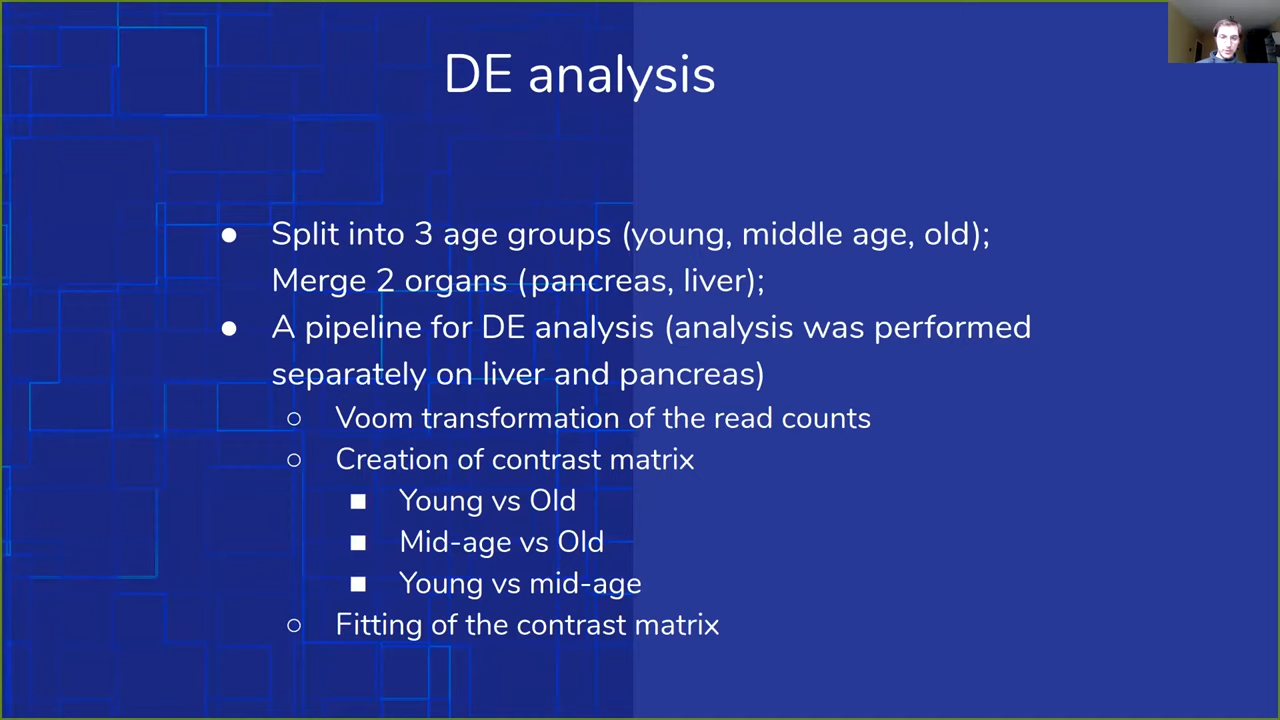 DE analysis
● Split into 3 age groups (young, middle age, old);
Merge 2 organs (pancreas, liver);
● A pipeline for DE analysis (analysis was performed
separately on liver and pancreas)
○ Voom transformation of the read counts
○ Creation of contrast matrix
■ Young vs Old
■ Mid-age vs Old
■ Young vs mid-age
○ Fitting of the contrast matrix